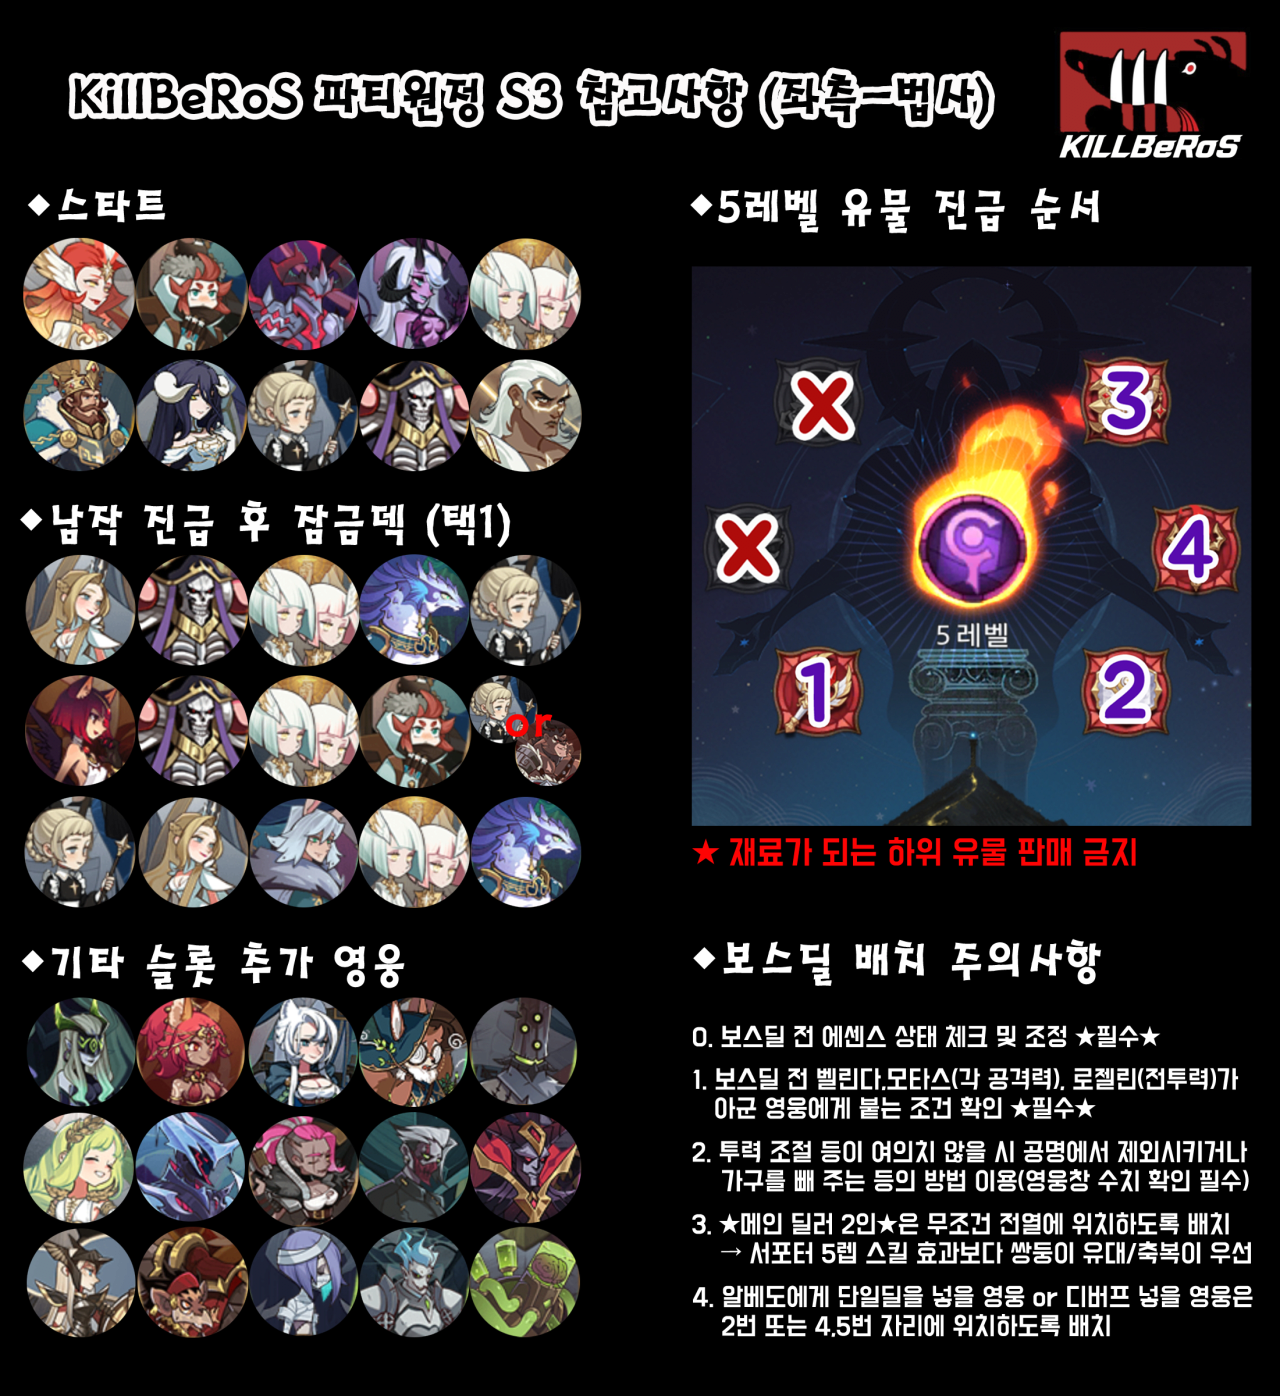 KillBeRoS 파티원정 S3 참고사항 (좌측-법사)
KILLBeRoS
◆스타트
◆남작 진급 후 잠금덱 (택1)
or
◆기타 슬롯 추가 영웅
◆5레벨 유물 진급 순서
X
3
X
4
5레벨
1
2
★ 재료가 되는 하위 유물 판매 금지
◆보스딜 배치 주의사항
0. 보스딜 전 에센스 상태 체크 및 조정 ★필수★
1. 보스딜 전 벨린다,모타스(각 공격력), 로젤린(전투력)가
아군 영웅에게 붙는 조건 확인 ★필수★
2. 투력 조절 등이 여의치 않을 시 공명에서 제외시키거나
가구를 빼 주는 등의 방법 이용(영웅창 수치 확인 필수)
3. ★메인 딜러 2인★은 무조건 전열에 위치하도록 배치
→ 서포터 5렙 스킬 효과보다 쌍둥이 유대/축복이 우선
4. 알베도에게 단일딜을 넣을 영웅 or 디버프 넣을 영웅은
2번 또는 4,5번 자리에 위치하도록 배치